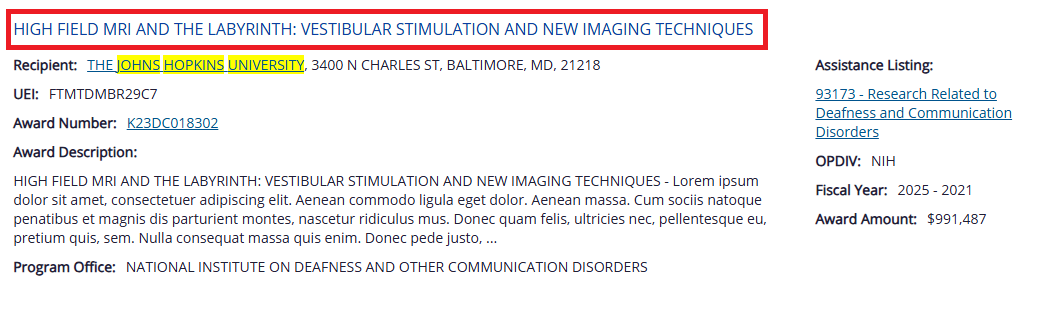 HIGH FIELD MRI AND THE LABYRINTH: VESTIBULAR STIMULATION AND NEW IMAGING TECHNIQUES
Recipient: THE JOHNS HOPKINS UNIVERSITY, 3400 N CHARLES ST, BALTIMORE, MD, 21218
UEI: FTMTDMBR29C7
Award Number: K23DC018302
Award Description:
HIGH FIELD MRI AND THE LABYRINTH: VESTIBULAR STIMULATION AND NEW IMAGING TECHNIQUES - Lorem ipsum
dolor sit amet, consectetuer adipiscing elit. Aenean commodo ligula eget dolor. Aenean massa. Cum sociis natoque
penatibus et magnis dis parturient montes, nascetur ridiculus mus. Donec quam felis, ultricies nec, pellentesque eu,
pretium quis, sem. Nulla consequat massa quis enim. Donec pede justo, ...
Program Office: NATIONAL INSTITUTE ON DEAFNESS AND OTHER COMMUNICATION DISORDERS
Assistance Listing:
93173 - Research Related to
Deafness and Communication
Disorders
OPDIV: NIH
Fiscal Year: 2025 - 2021
Award Amount: $991,487